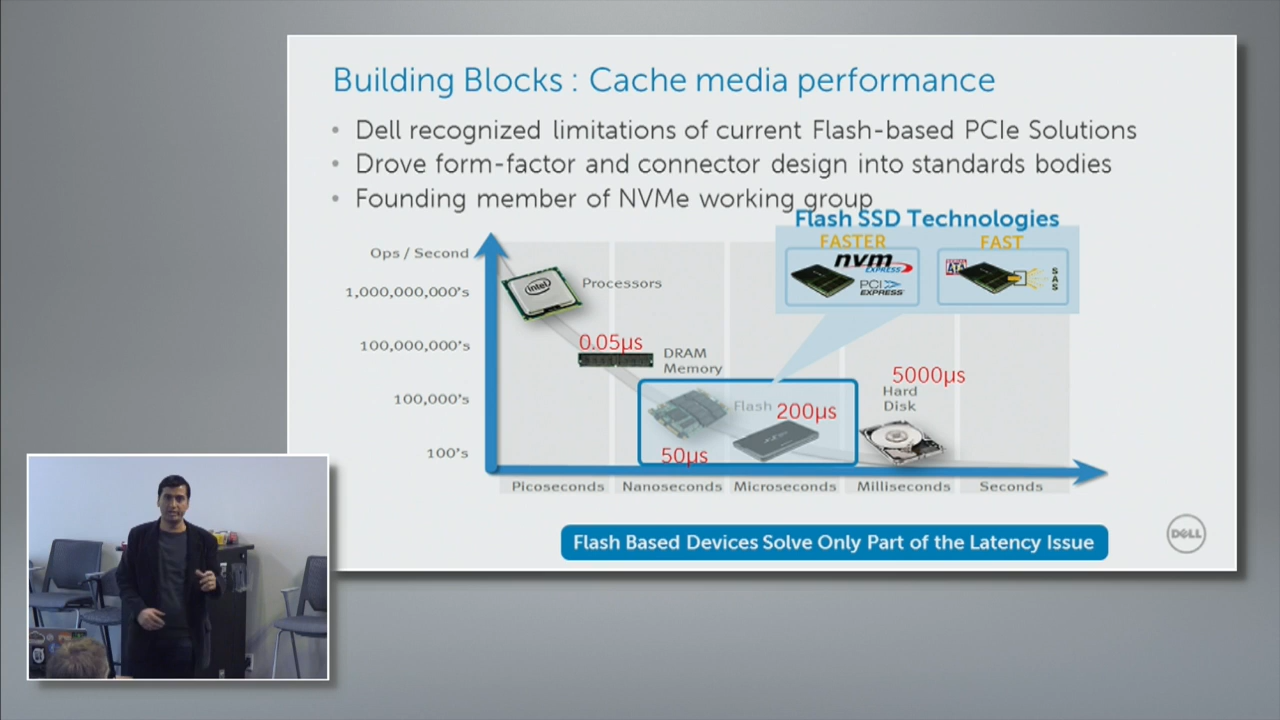 Building Blocks : Cache media performance
• Dell recognized limitations of current Flash-based PCIe Solutions
• Drove form-factor and connector design into standards bodies
• Founding member of NVMe working group
Flash SSD Technologies
FASTER
FAST
nvm
EXPRESS
PCI
EXPRESS
SATA
SAS
Ops / Second
1,000,000,000's
100,000,000's
100,000's
100's
intel
Processors
0.05µs
DRAM
Memory
Flash
200µs
50µs
5000µs
Hard
Disk
Picoseconds
Nanoseconds
Microseconds
Milliseconds
Seconds
Flash Based Devices Solve Only Part of the Latency Issue
DELL